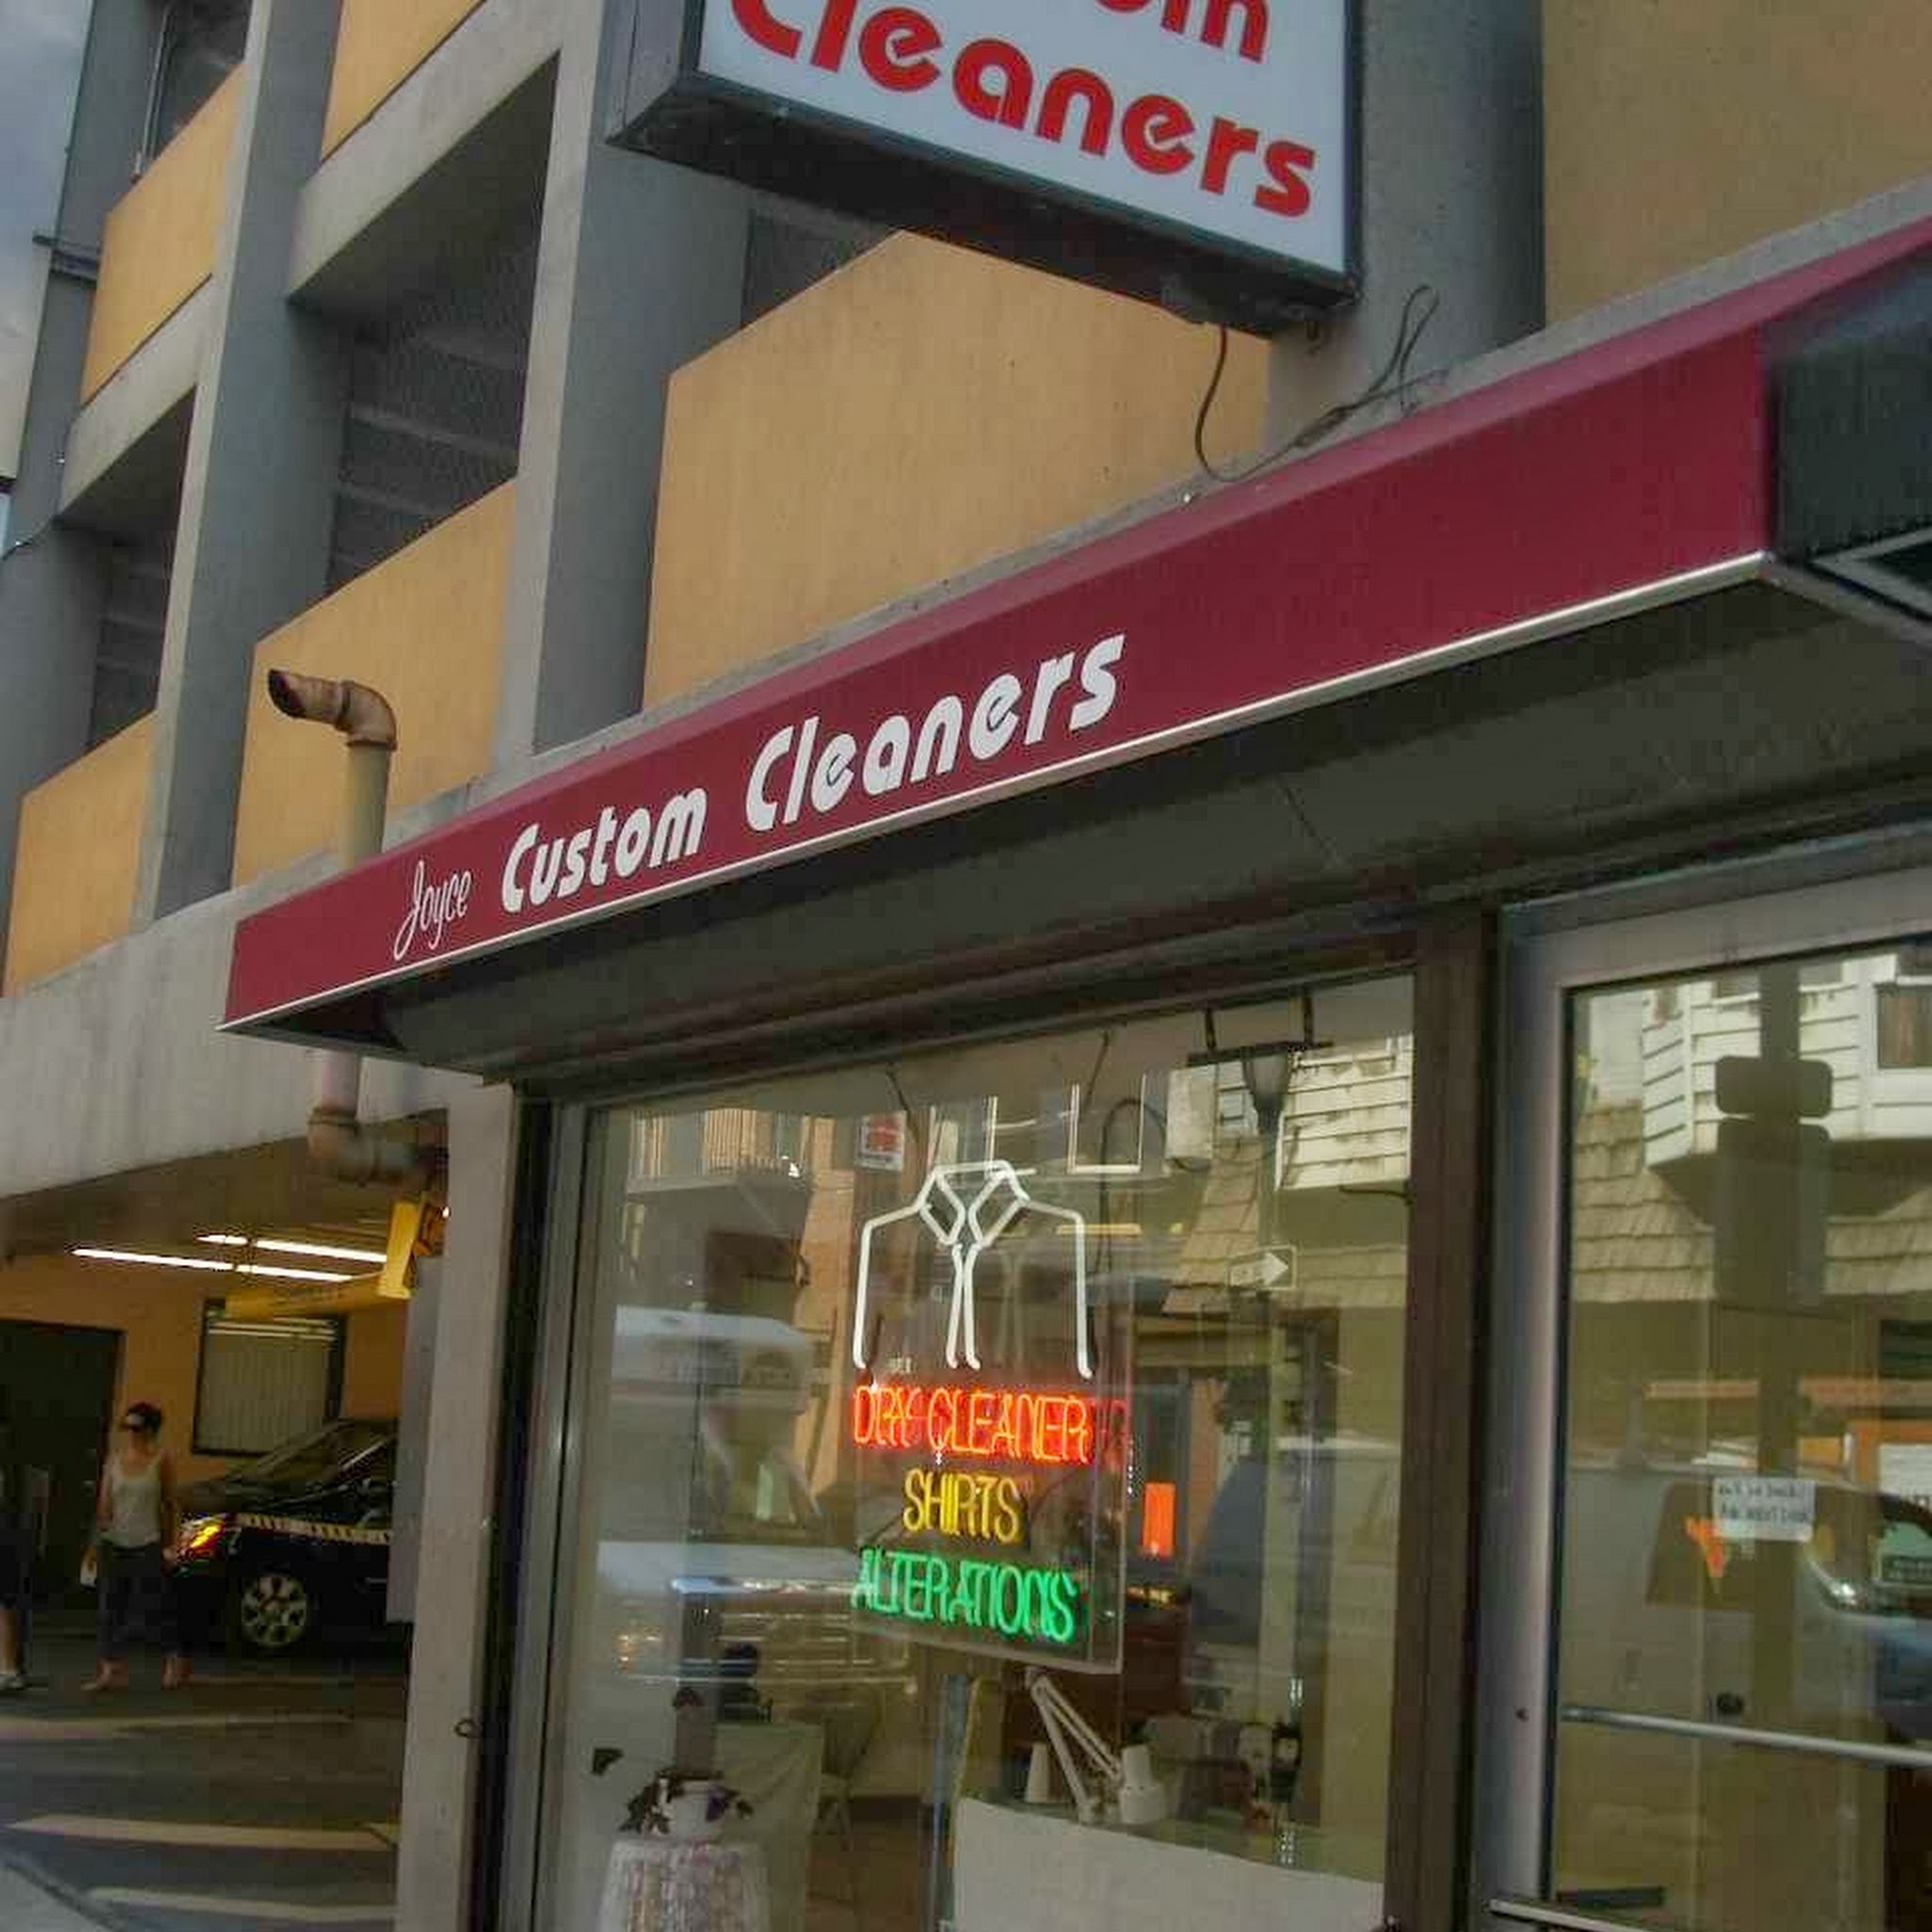 Cleaners
Joyce Custom Cleaners
DRY CLEANER
SHIRTS
ALTERATIONS